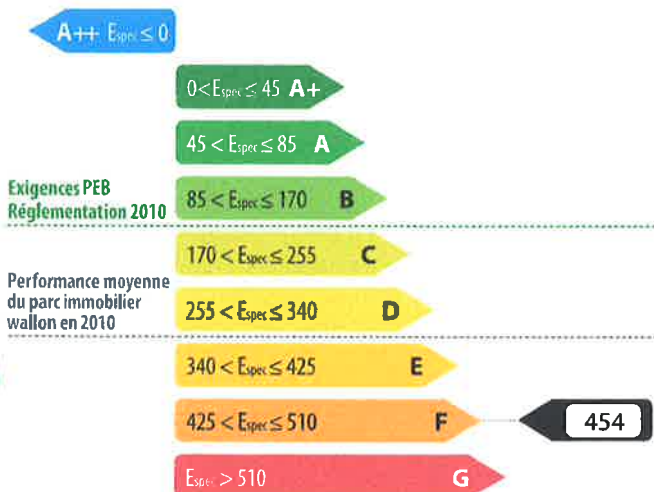 A++ Espec ≤ 0
0 < Espec ≤ 45 A+
45 < Espec ≤ 85 A
Exigences PEB
Réglementation 2010
85 < Espec ≤ 170 B
170 < Espec ≤ 255 C
Performance moyenne
du parc immobilier
wallon en 2010
255 < Espec ≤ 340 D
340 < Espec ≤ 425 E
425 < Espec ≤ 510 F
454
Espec > 510 G